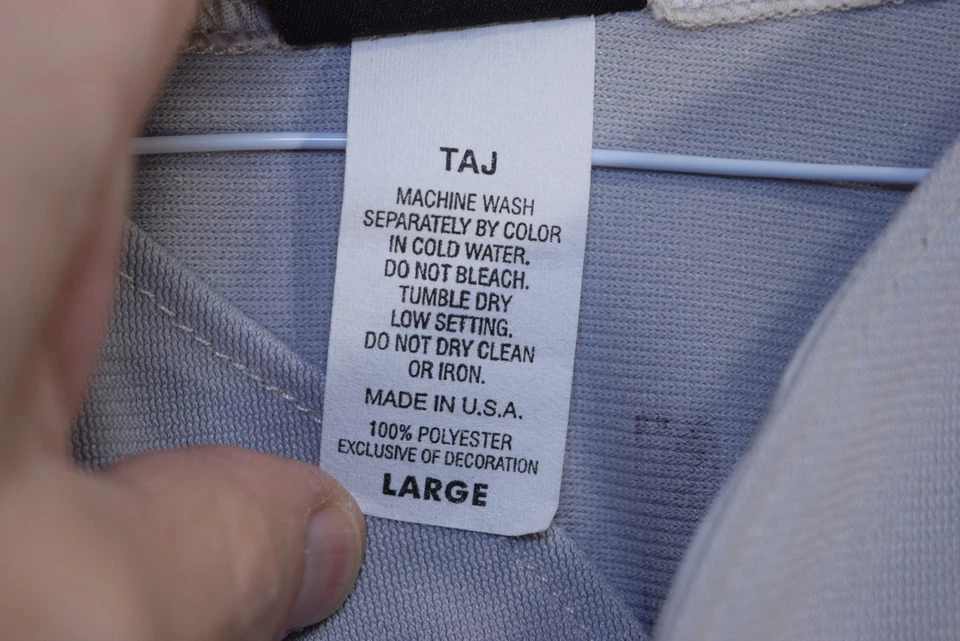 TAJ
MACHINE WASH
SEPARATELY BY COLOR
IN COLD WATER.
DO NOT BLEACH.
TUMBLE DRY
LOW SETTING.
DO NOT DRY CLEAN
OR IRON.
MADE IN U.S.A.
100% POLYESTER
EXCLUSIVE OF DECORATION
LARGE